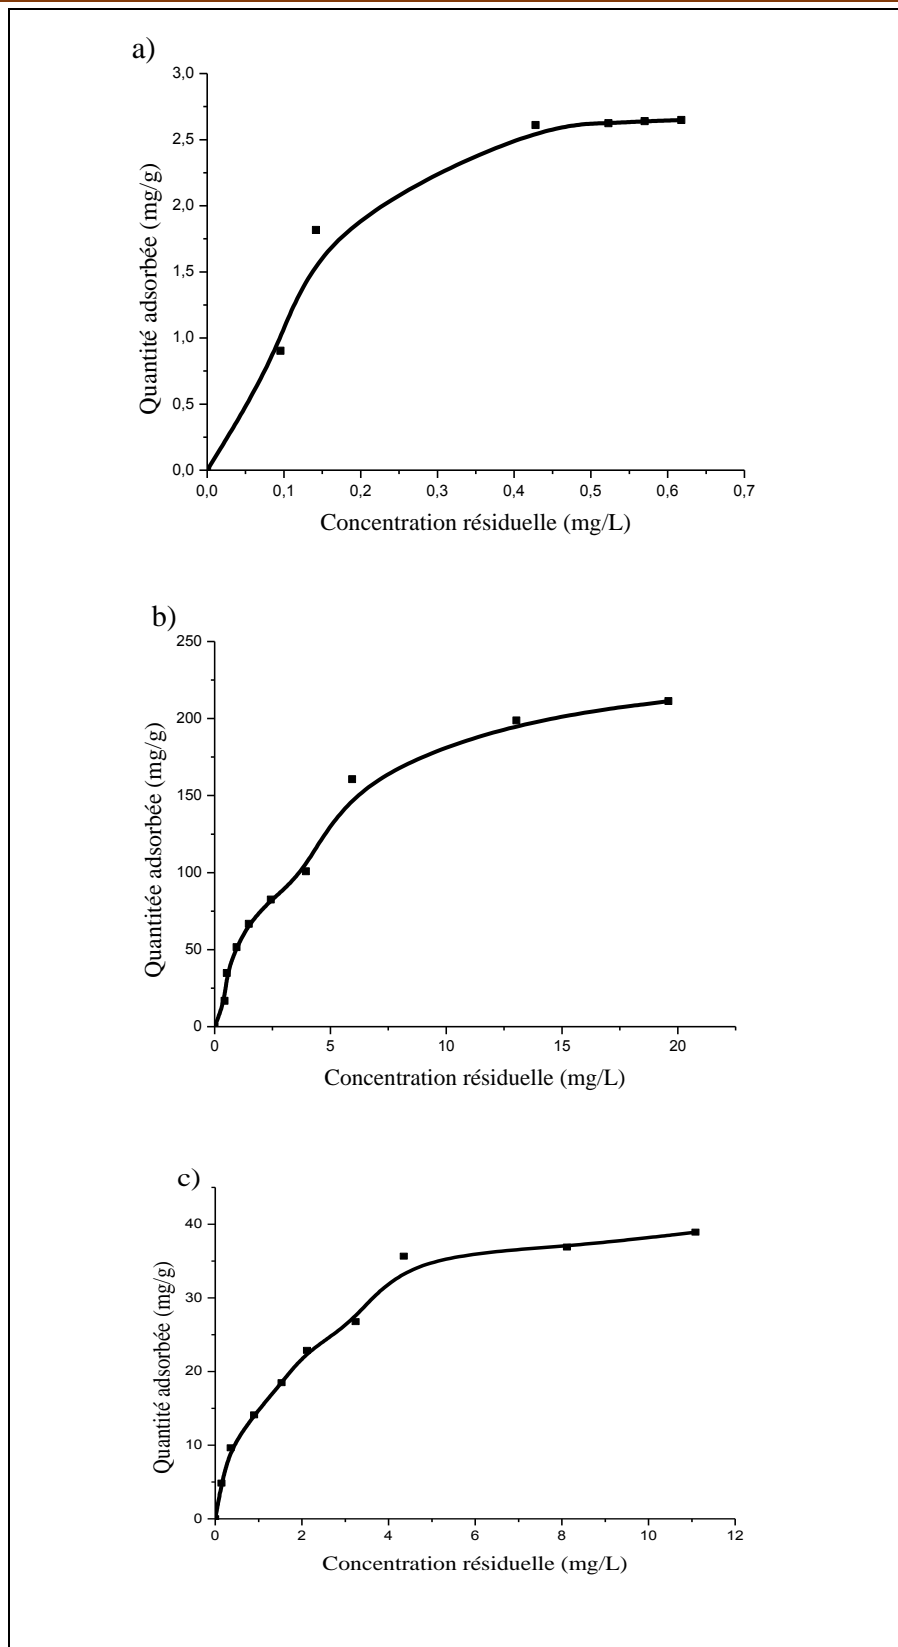 a)
3,0
2,5
2,0
1,5
1,0
0,5
0,0
Quantité adsorbée (mg/g)
0,0 0,1 0,2 0,3 0,4 0,5 0,6 0,7
Concentration résiduelle (mg/L)
b)
250
200
150
100
50
0
Quantitée adsorbée (mg/g)
0 5 10 15 20
Concentration résiduelle (mg/L)
c)
40
30
20
10
0
Quantité adsorbée (mg/g)
0 2 4 6 8 10 12
Concentration résiduelle (mg/L)